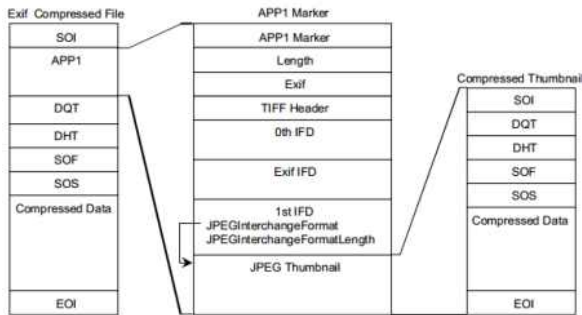 Exif Compressed File
SOI
APP1
DQT
DHT
SOF
SOS
Compressed Data
EOI
APP1 Marker
APP1 Marker
Length
Exif
TIFF Header
0th IFD
Exif IFD
1st IFD
JPEGInterchangeFormat
JPEGInterchangeFormatLength
JPEG Thumbnail
Compressed Thumbnail
SOI
DQT
DHT
SOF
SOS
Compressed Data
EOI